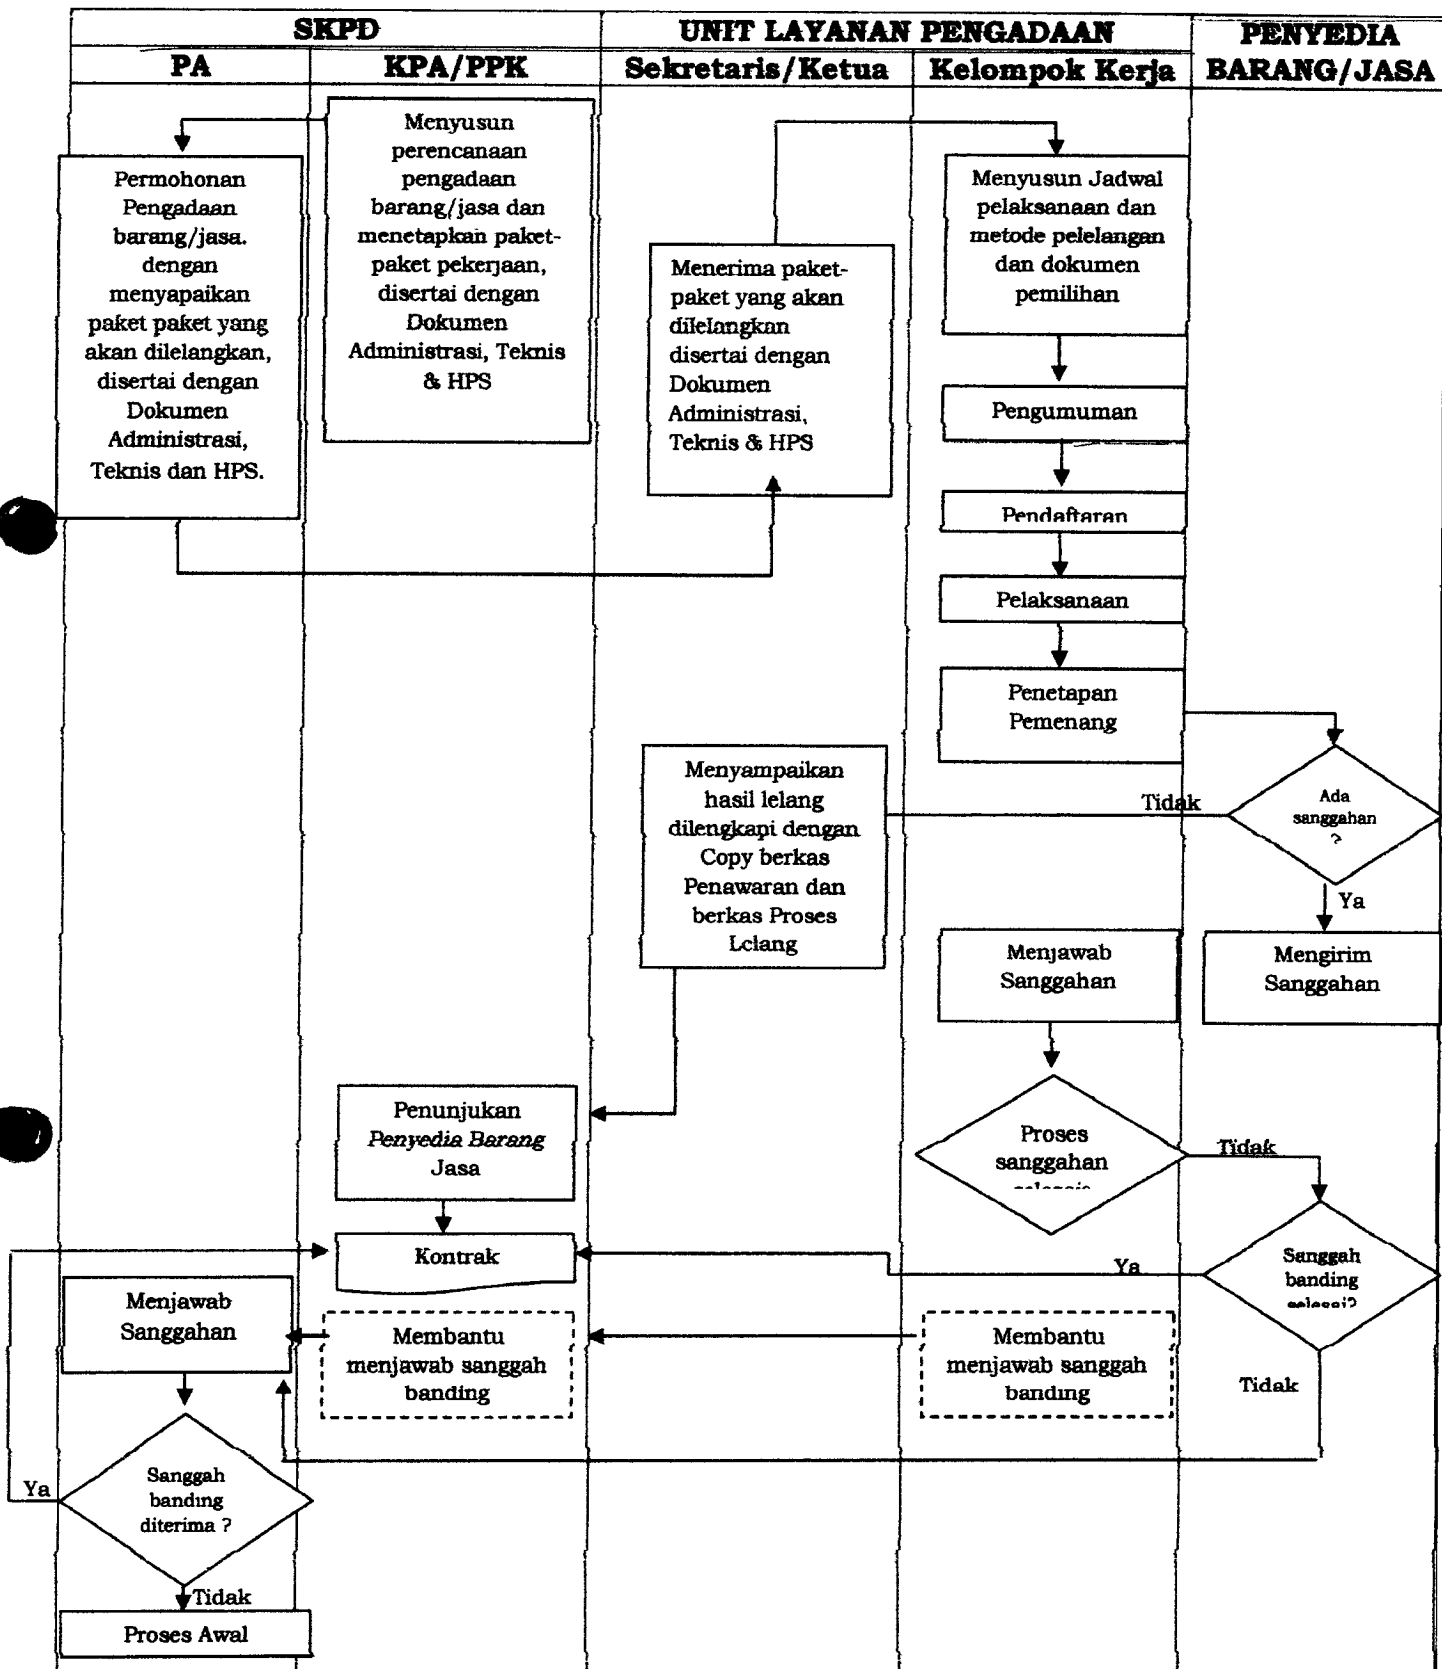 SKPD
UNIT LAYANAN PENGADAAN
PENYEDIA
BARANG/JASA
PA
KPA/PPK
Sekretaris/Ketua
Kelompok Kerja
Permohonan
Pengadaan
barang/jasa.
dengan
menyapaikan
paket paket yang
akan dilelangkan,
disertai dengan
Dokumen
Administrasi,
Teknis dan HPS.
Menyusun
perencanaan
pengadaan
barang/jasa dan
menetapkan paket-
paket pekerjaan,
disertai dengan
Dokumen
Administrasi, Teknis
& HPS
Menerima paket-
paket yang akan
dilelangkan
disertai dengan
Dokumen
Administrasi,
Teknis & HPS
Menyusun Jadwal
pelaksanaan dan
metode pelelangan
dan dokumen
pemilihan
Pengumuman
Pendaftaran
Pelaksanaan
Penetapan
Pemenang
Ada
sanggahan
?
Tidak
Ya
Menyampaikan
hasil lelang
dilengkapi dengan
Copy berkas
Penawaran dan
berkas Proses
Lelang
Menjawab
Sanggahan
Mengirim
Sanggahan
Penunjukan
Penyedia Barang
Jasa
Proses
sanggahan
Tidak
Kontrak
Ya
Sanggah
banding
selesai?
Menjawab
Sanggahan
Membantu
menjawab sanggah
banding
Membantu
menjawab sanggah
banding
Tidak
Ya
Sanggah
banding
diterima ?
Tidak
Proses Awal